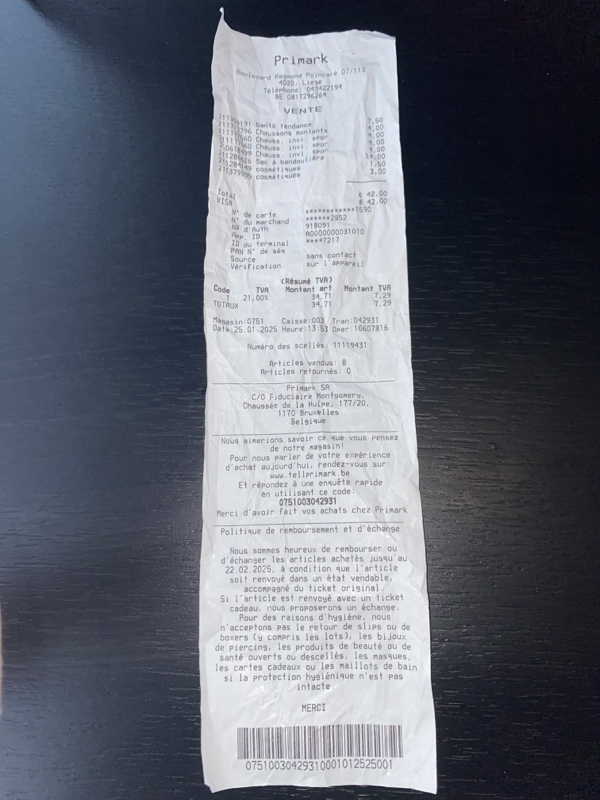 Primark
Boulevard Raymond Poincaré 07/113
4020, Liege
Téléphone: 043422194
BE 0817296264
VENTE
Gants tendance 7,60
Chaussons montants 4,00
Chauss. invi. spor 4,00
Chauss. invi. spor 4,00
Chauss. invi. spor 4,00
Sac à bandoulière 14,00
cosmétiques 1,60
cosmétiques 3,00
Total € 42,00
VISA € 42,00
N° de carte ************1590
N° du marchand ******2852
N° d'Auth 918091
App. ID A0000000031010
ID du terminal ****7217
PAN N° de séq
Source sans contact
Vérification sur l'appareil
(Résumé TVA)
Code TVA Montant art Montant TVA
1 21,00% 34,71 7,29
TOTAUX 34,71 7,29
Magasin:0751 Caisse:003 Tran:042931
Date:25.01.2025 Heure:13:53 Oper:10607816
Numéro des scellés: 11119431
Articles vendus: 8
Articles retournés: 0
Primark SA
C/O Fiduciaire Montgomery,
Chaussée de la Hulpe, 177/20,
1170 Bruxelles
Belgique
Nous aimerions savoir ce que vous pensez
de notre magasin!
Pour nous parler de votre expérience
d'achat aujourd'hui, rendez-vous sur:
www.tellprimark.be
Et répondez à une enquête rapide
en utilisant ce code:
0751003042931
Merci d'avoir fait vos achats chez Primark
Politique de remboursement et d'échange
Nous sommes heureux de rembourser ou
d'échanger les articles achetés jusqu'au
22.02.2025, à condition que l'article
soit renvoyé dans un état vendable,
accompagné du ticket original.
Si l'article est renvoyé avec un ticket
cadeau, nous proposerons un échange.
Pour des raisons d'hygiène, nous
n'acceptons pas le retour de slips ou de
boxers (y compris les lots), les bijoux
de piercing, les produits de beauté ou de
santé ouverts ou descellés, les masques,
les cartes cadeaux ou les maillots de bain
si la protection hygiénique n'est pas
intacte.
MERCI
07510030429310001012525001